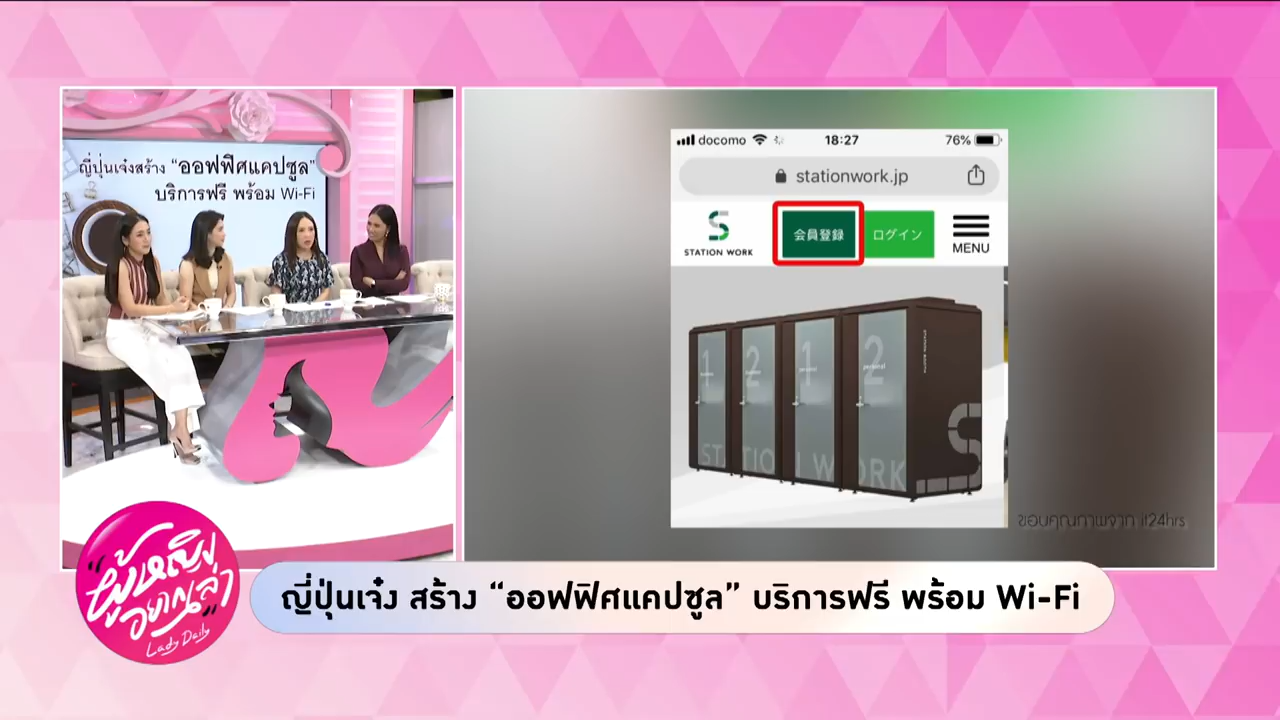 ญี่ปุ่นเจ๋งสร้าง “ออฟฟิศแคปซูล”
บริการฟรี พร้อม Wi-Fi
docomo 18:27 76%
stationwork.jp
STATION WORK
会員登録
ログイン
MENU
1 2 1 2
personal
STATION WORK
ขอบคุณภาพจาก it24hrs
“ผู้หญิง
อยากเล่า”
Lady Daily
ญี่ปุ่นเจ๋ง สร้าง “ออฟฟิศแคปซูล” บริการฟรี พร้อม Wi-Fi